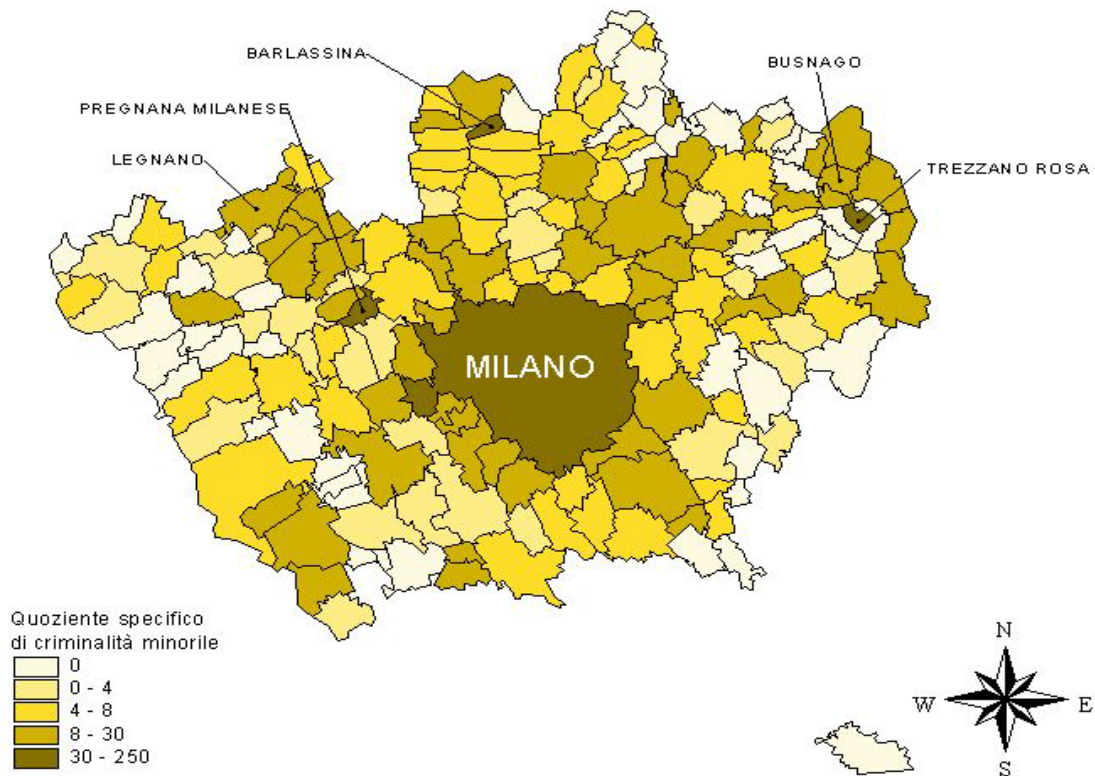 BARLASSINA
BUSNAGO
PREGNANA MILANESE
LEGNANO
TREZZANO ROSA
MILANO
Quoziente specifico
di criminalità minorile
0
0 - 4
4 - 8
8 - 30
30 - 250
N
W E
S